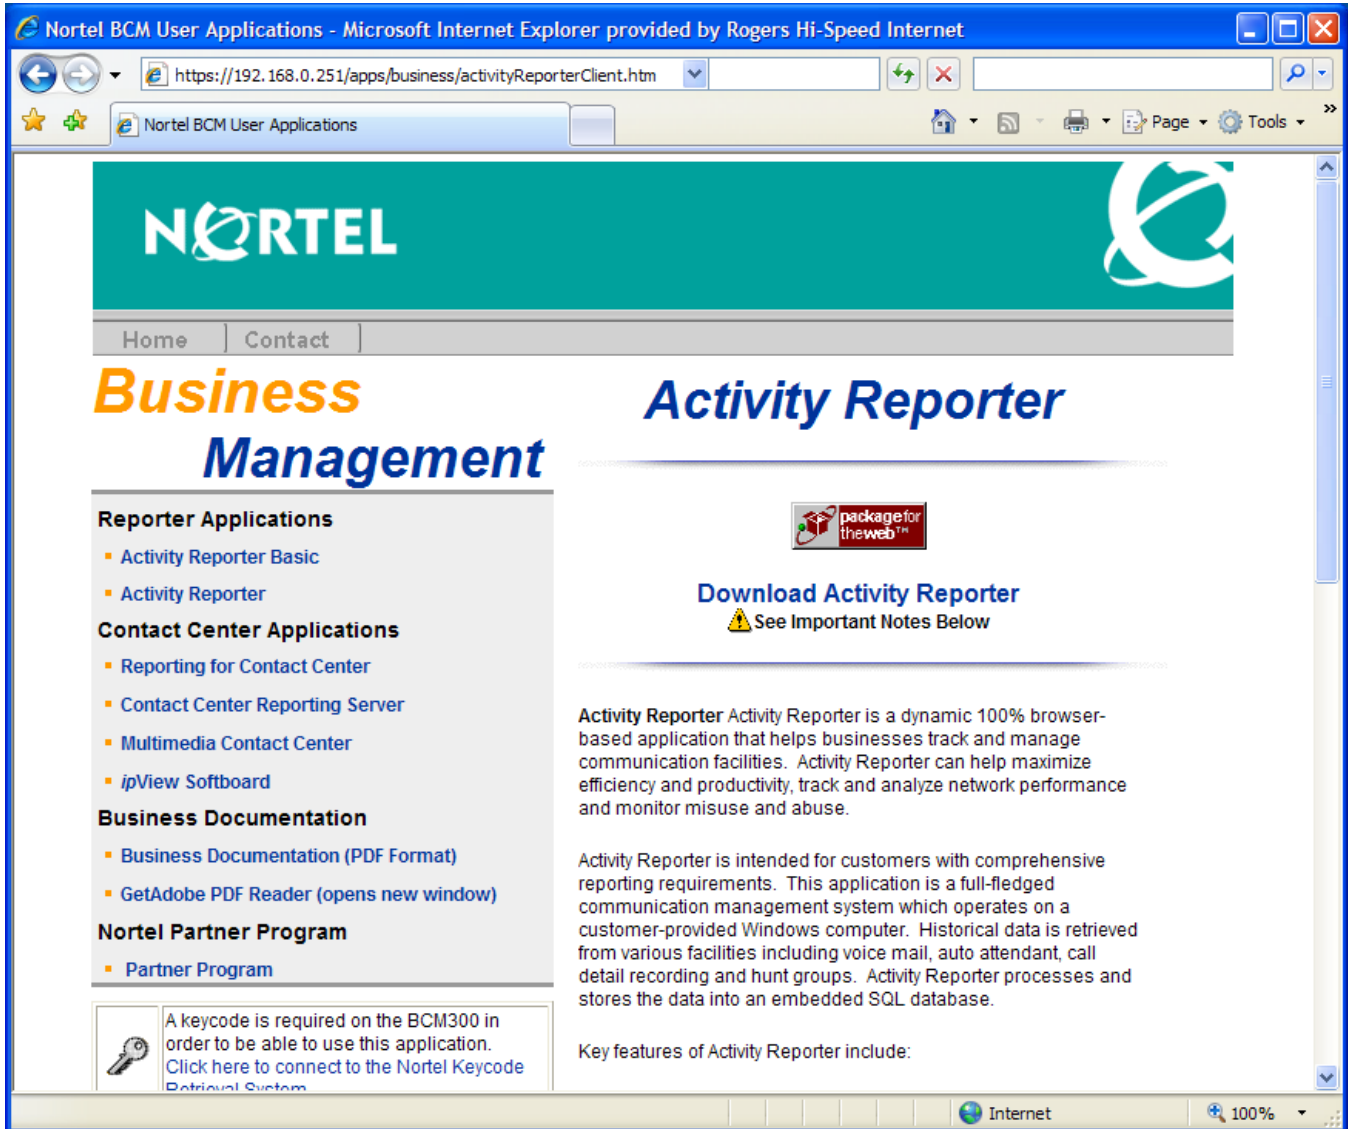 Nortel BCM User Applications - Microsoft Internet Explorer provided by Rogers Hi-Speed Internet
https://192.168.0.251/apps/business/activityReporterClient.htm
Nortel BCM User Applications
Page
Tools
»
NORTEL
Home
Contact
Business
Management
Reporter Applications
Activity Reporter Basic
Activity Reporter
Contact Center Applications
Reporting for Contact Center
Contact Center Reporting Server
Multimedia Contact Center
ipView Softboard
Business Documentation
Business Documentation (PDF Format)
GetAdobe PDF Reader (opens new window)
Nortel Partner Program
Partner Program
A keycode is required on the BCM300 in
order to be able to use this application.
Click here to connect to the Nortel Keycode
Retrieval System
Activity Reporter
packagefor
theweb™
Download Activity Reporter
See Important Notes Below
Activity Reporter Activity Reporter is a dynamic 100% browser-
based application that helps businesses track and manage
communication facilities. Activity Reporter can help maximize
efficiency and productivity, track and analyze network performance
and monitor misuse and abuse.
Activity Reporter is intended for customers with comprehensive
reporting requirements. This application is a full-fledged
communication management system which operates on a
customer-provided Windows computer. Historical data is retrieved
from various facilities including voice mail, auto attendant, call
detail recording and hunt groups. Activity Reporter processes and
stores the data into an embedded SQL database.
Key features of Activity Reporter include:
Internet
100%